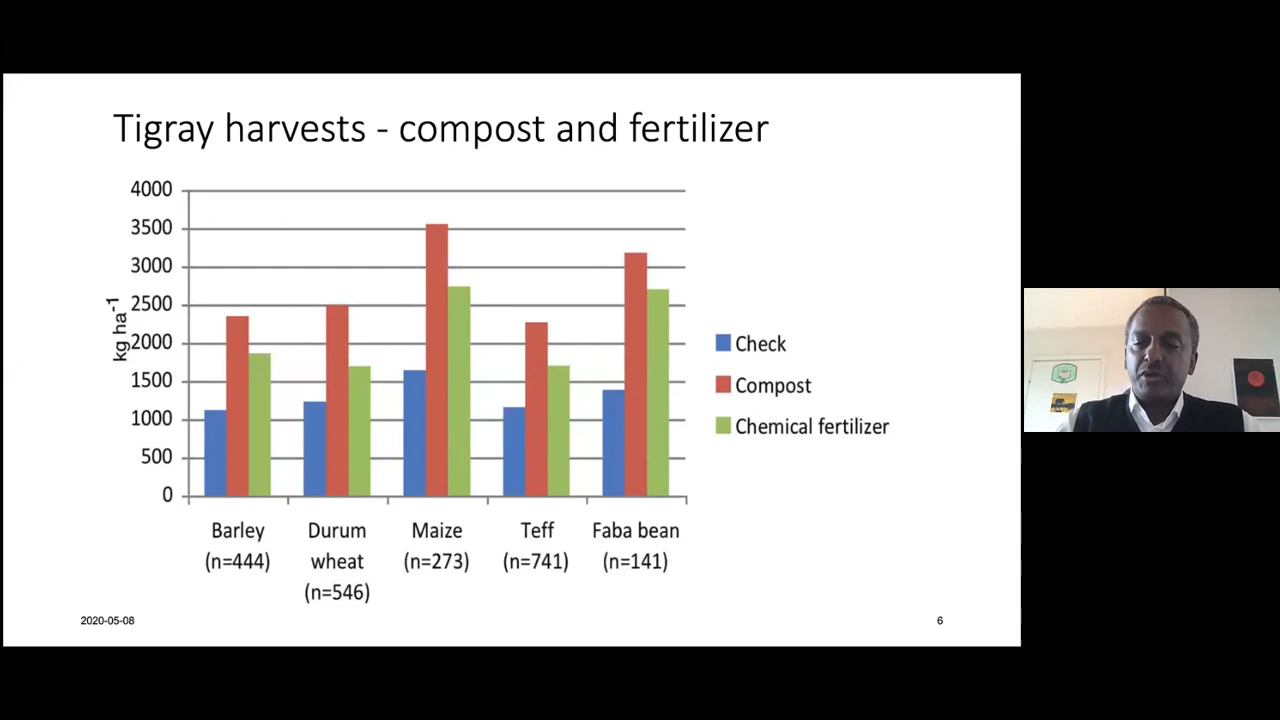 Tigray harvests - compost and fertilizer
4000
3500
3000
2500
2000
1500
1000
500
0
kg ha-1
Check
Compost
Chemical fertilizer
Barley
(n=444)
Durum
wheat
(n=546)
Maize
(n=273)
Teff
(n=741)
Faba bean
(n=141)
2020-05-08
6